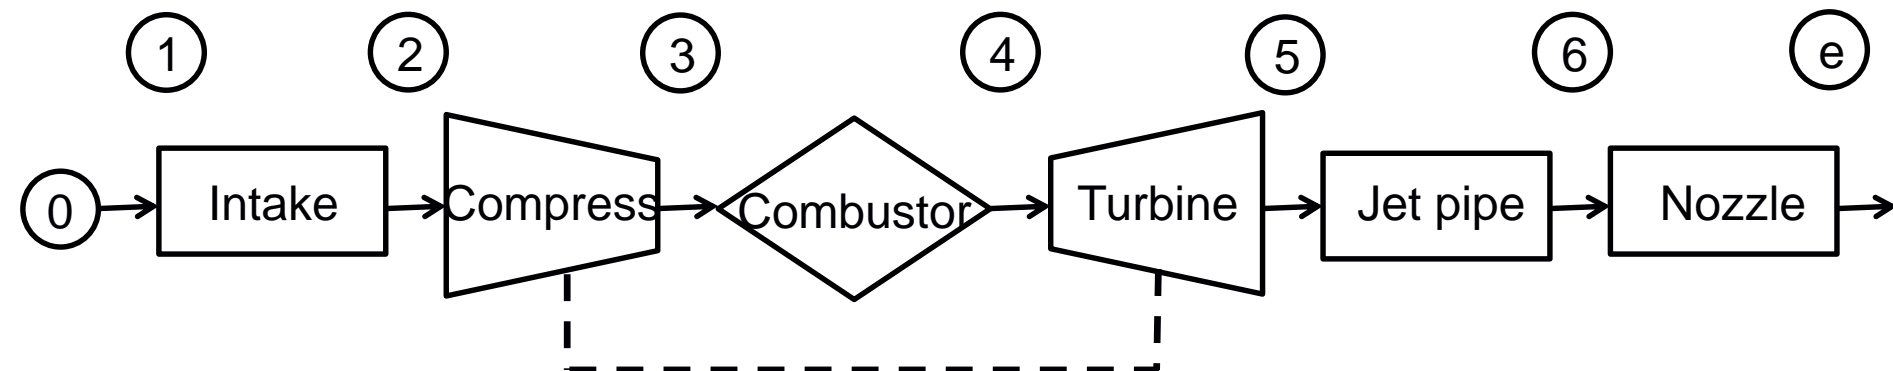 1 2 3 4 5 6 e
0 Intake Compress Combustor Turbine Jet pipe Nozzle